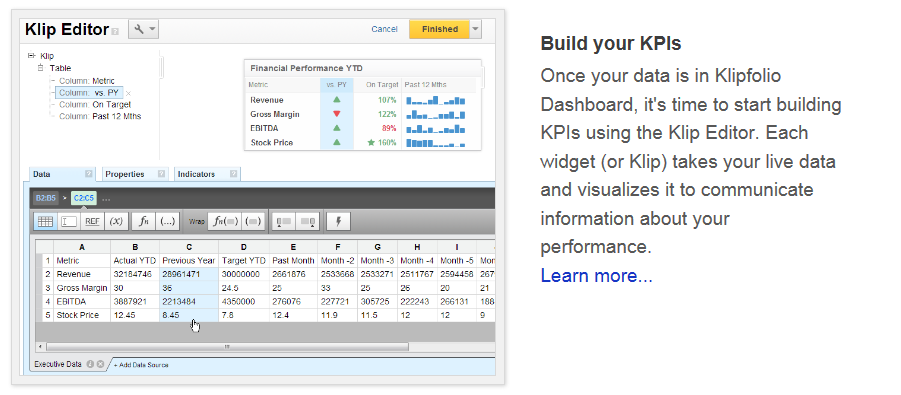 Klip Editor
Cancel
Finished
Klip
Table
Column: Metric
Column: vs. PY
Column: On Target
Column: Past 12 Mths
Financial Performance YTD
Metric vs. PY On Target Past 12 Mths
Revenue 107%
Gross Margin 122%
EBITDA 89%
Stock Price 160%
Data ? Properties ? Indicators ?
B2:B5 > C2:C5 ...
REF (x) fn (...) Wrap fn( ) ( )
A B C D E F G H I
1 Metric Actual YTD Previous Year Target YTD Past Month Month -2 Month -3 Month -4 Month -5 Mon
2 Revenue 32184746 28961471 30000000 2661876 2533668 2533271 2511767 2594458 267
3 Gross Margin 30 36 24.5 25 33 25 26 20 21
4 EBITDA 3887921 2213484 4350000 276076 227721 305725 222243 266131 188
5 Stock Price 12.45 8.45 7.8 12.4 11.9 11.5 12 12 9
Executive Data + Add Data Source
Build your KPIs
Once your data is in Klipfolio
Dashboard, it's time to start building
KPIs using the Klip Editor. Each
widget (or Klip) takes your live data
and visualizes it to communicate
information about your
performance.
Learn more...